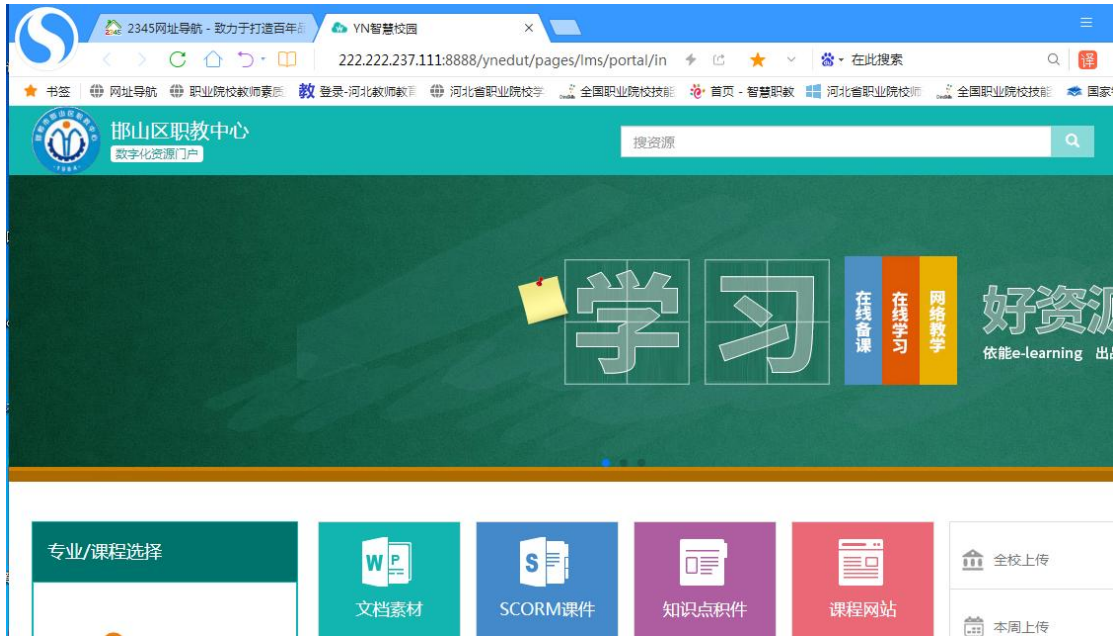 2345网址导航 - 致力于打造百年品
YN智慧校园
222.222.237.111:8888/ynedut/pages/lms/portal/in
在此搜索
译
书签 网址导航 职业院校教师素质 登录-河北教师教育 河北省职业院校学 全国职业院校技能 首页 - 智慧职教 河北省职业院校师 全国职业院校技能
邯山区职教中心
数字化资源门户
搜资源
学习
在线备课
在线学习
网络教学
好资源
依能e-learning 出品
专业/课程选择
文档素材
SCORM课件
知识点积件
课程网站
全校上传
本周上传